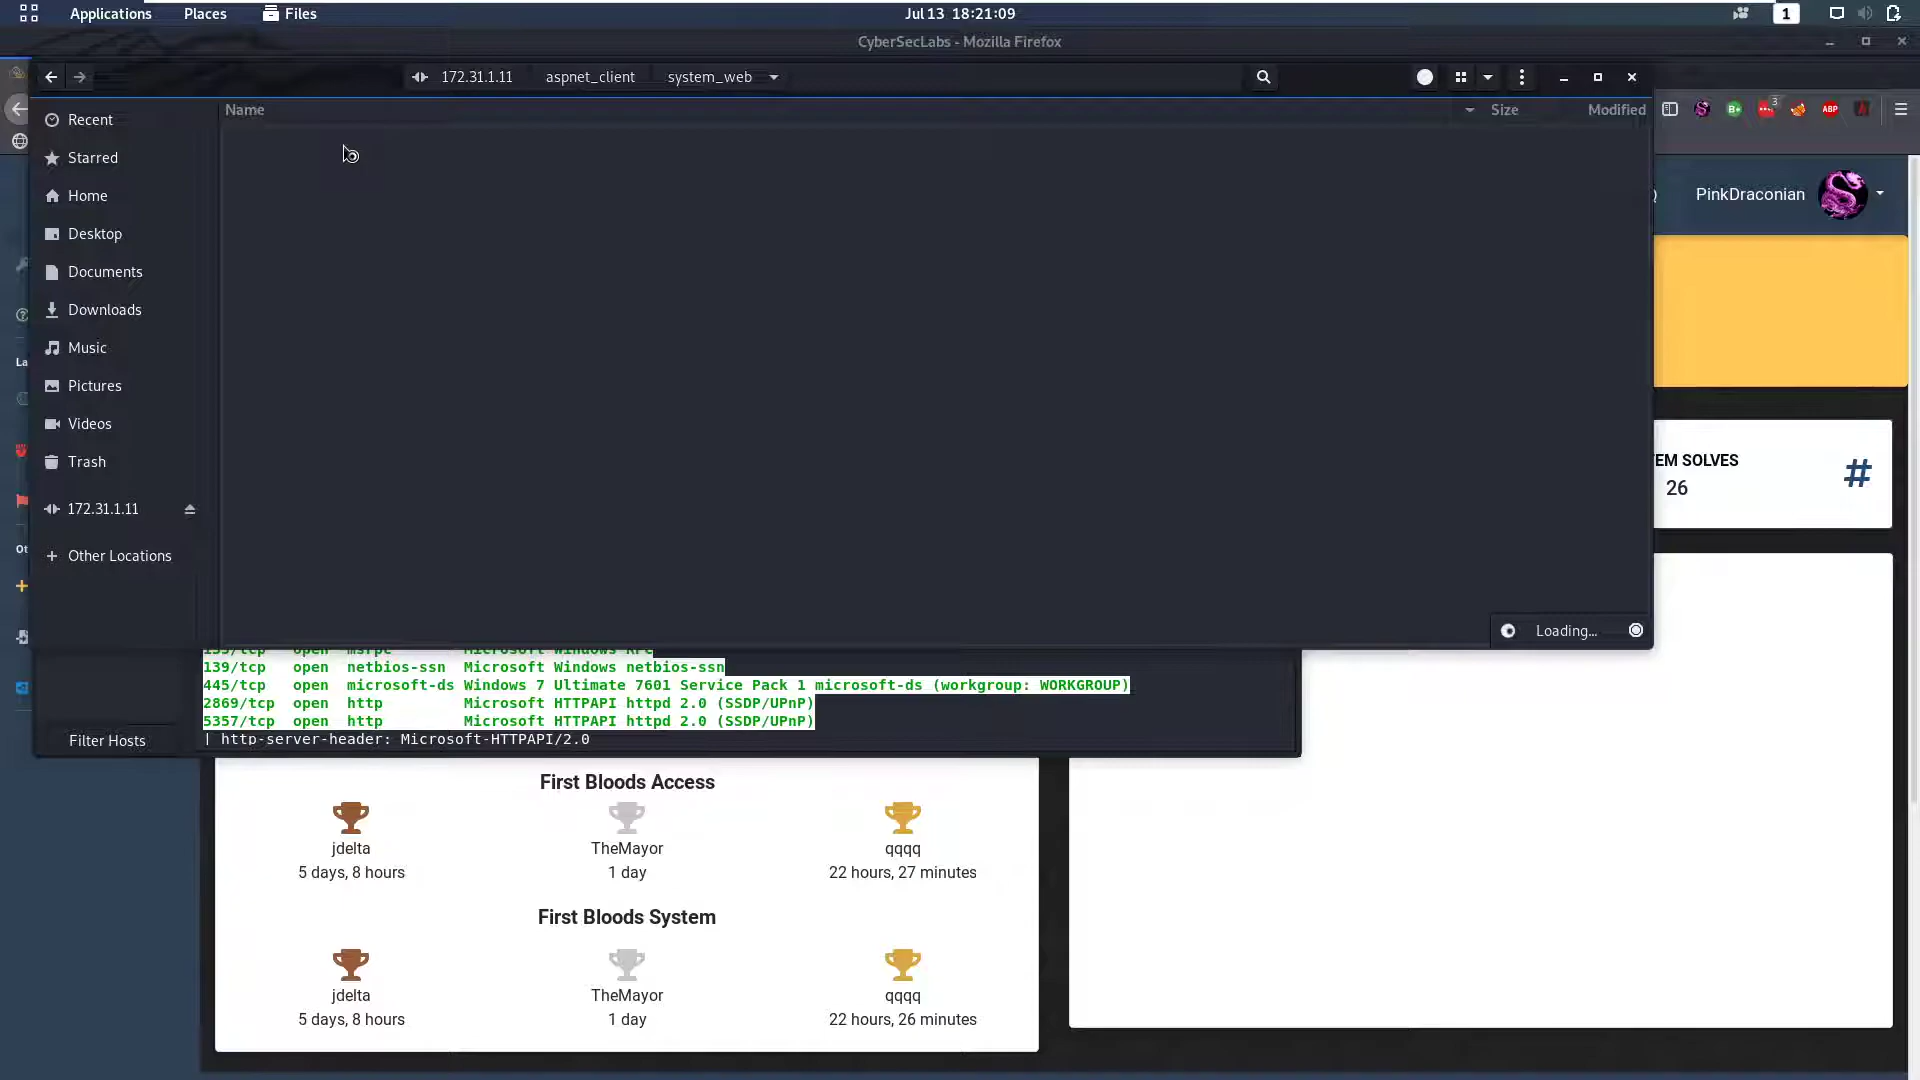 Applications Places Files Jul 13 18:21:09 1
CyberSecLabs - Mozilla Firefox
172.31.1.11 aspnet_client system_web
Name Size Modified
3 ABP
Recent
Starred
Home
PinkDraconian
Desktop
Documents
Downloads
Music
La
Pictures
Videos
Trash
EM SOLVES
26
#
172.31.1.11
Ot
Other Locations
Loading...
139/tcp open netbios-ssn Microsoft Windows netbios-ssn
445/tcp open microsoft-ds Windows 7 Ultimate 7601 Service Pack 1 microsoft-ds (workgroup: WORKGROUP)
2869/tcp open http Microsoft HTTPAPI httpd 2.0 (SSDP/UPnP)
5357/tcp open http Microsoft HTTPAPI httpd 2.0 (SSDP/UPnP)
| http-server-header: Microsoft-HTTPAPI/2.0
Filter Hosts
First Bloods Access
jdelta TheMayor qqqq
5 days, 8 hours 1 day 22 hours, 27 minutes
First Bloods System
jdelta TheMayor qqqq
5 days, 8 hours 1 day 22 hours, 26 minutes